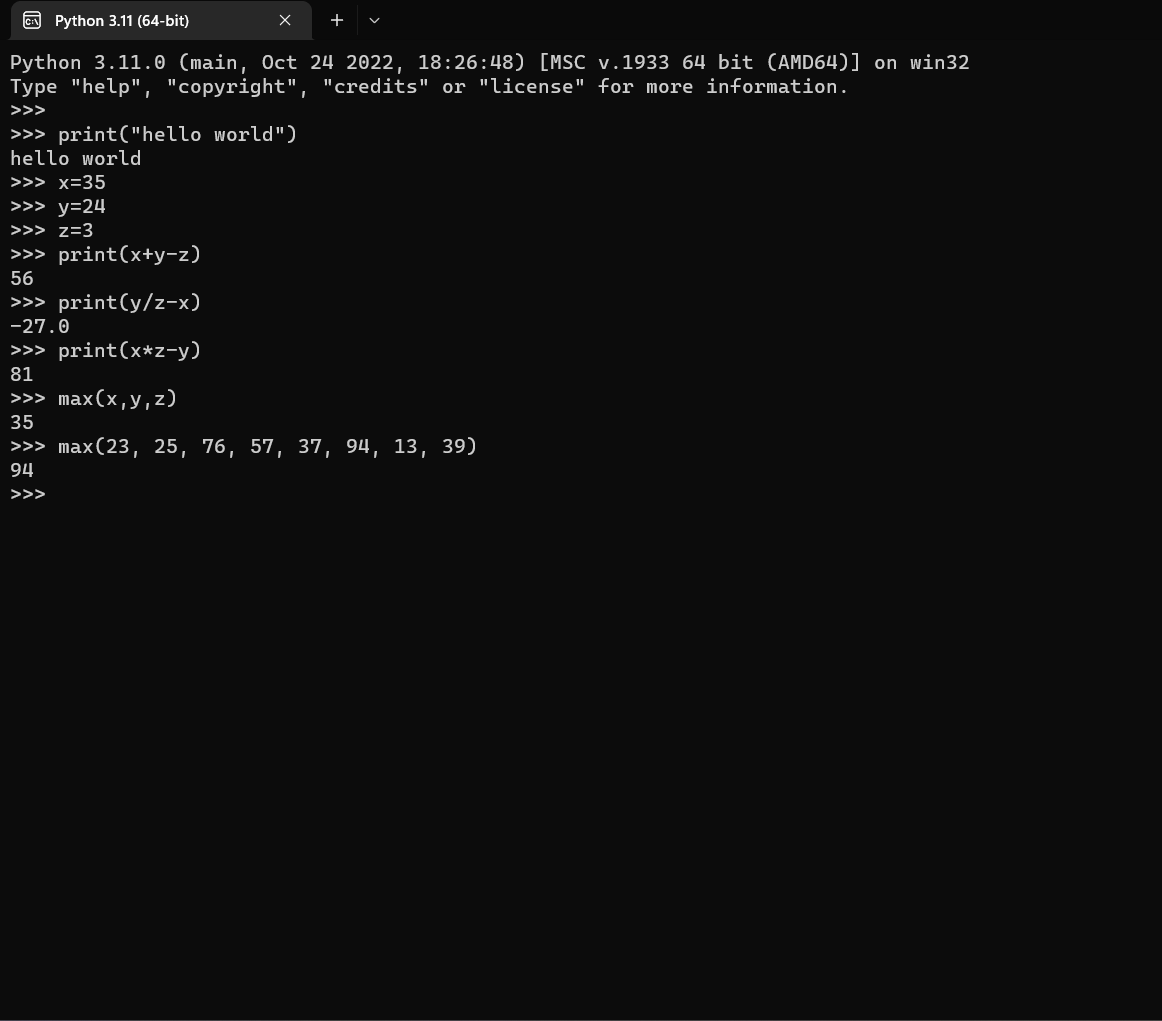 Python 3.11 (64-bit)
Python 3.11.0 (main, Oct 24 2022, 18:26:48) [MSC v.1933 64 bit (AMD64)] on win32
Type "help", "copyright", "credits" or "license" for more information.
>>>
>>> print("hello world")
hello world
>>> x=35
>>> y=24
>>> z=3
>>> print(x+y-z)
56
>>> print(y/z-x)
-27.0
>>> print(x*z-y)
81
>>> max(x,y,z)
35
>>> max(23, 25, 76, 57, 37, 94, 13, 39)
94
>>>